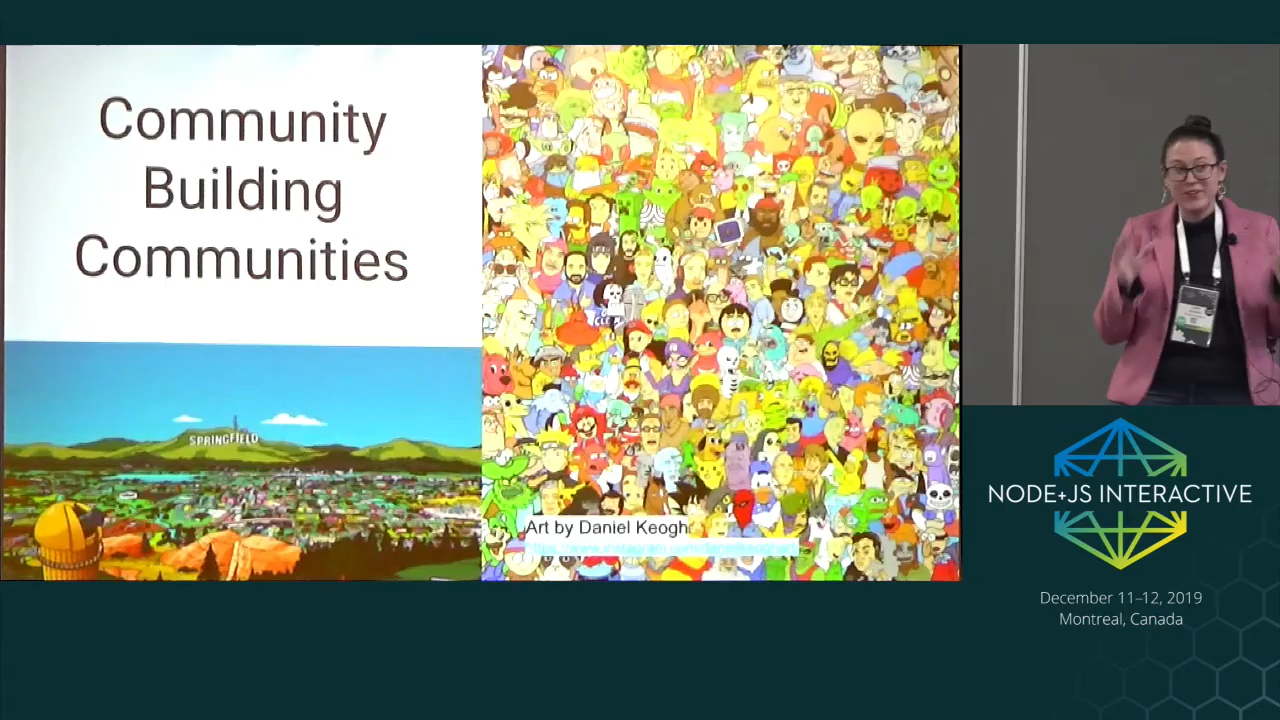 Community
Building
Communities
SPRINGFIELD
Art by Daniel Keogh
NODE+JS INTERACTIVE
December 11–12, 2019
Montreal, Canada